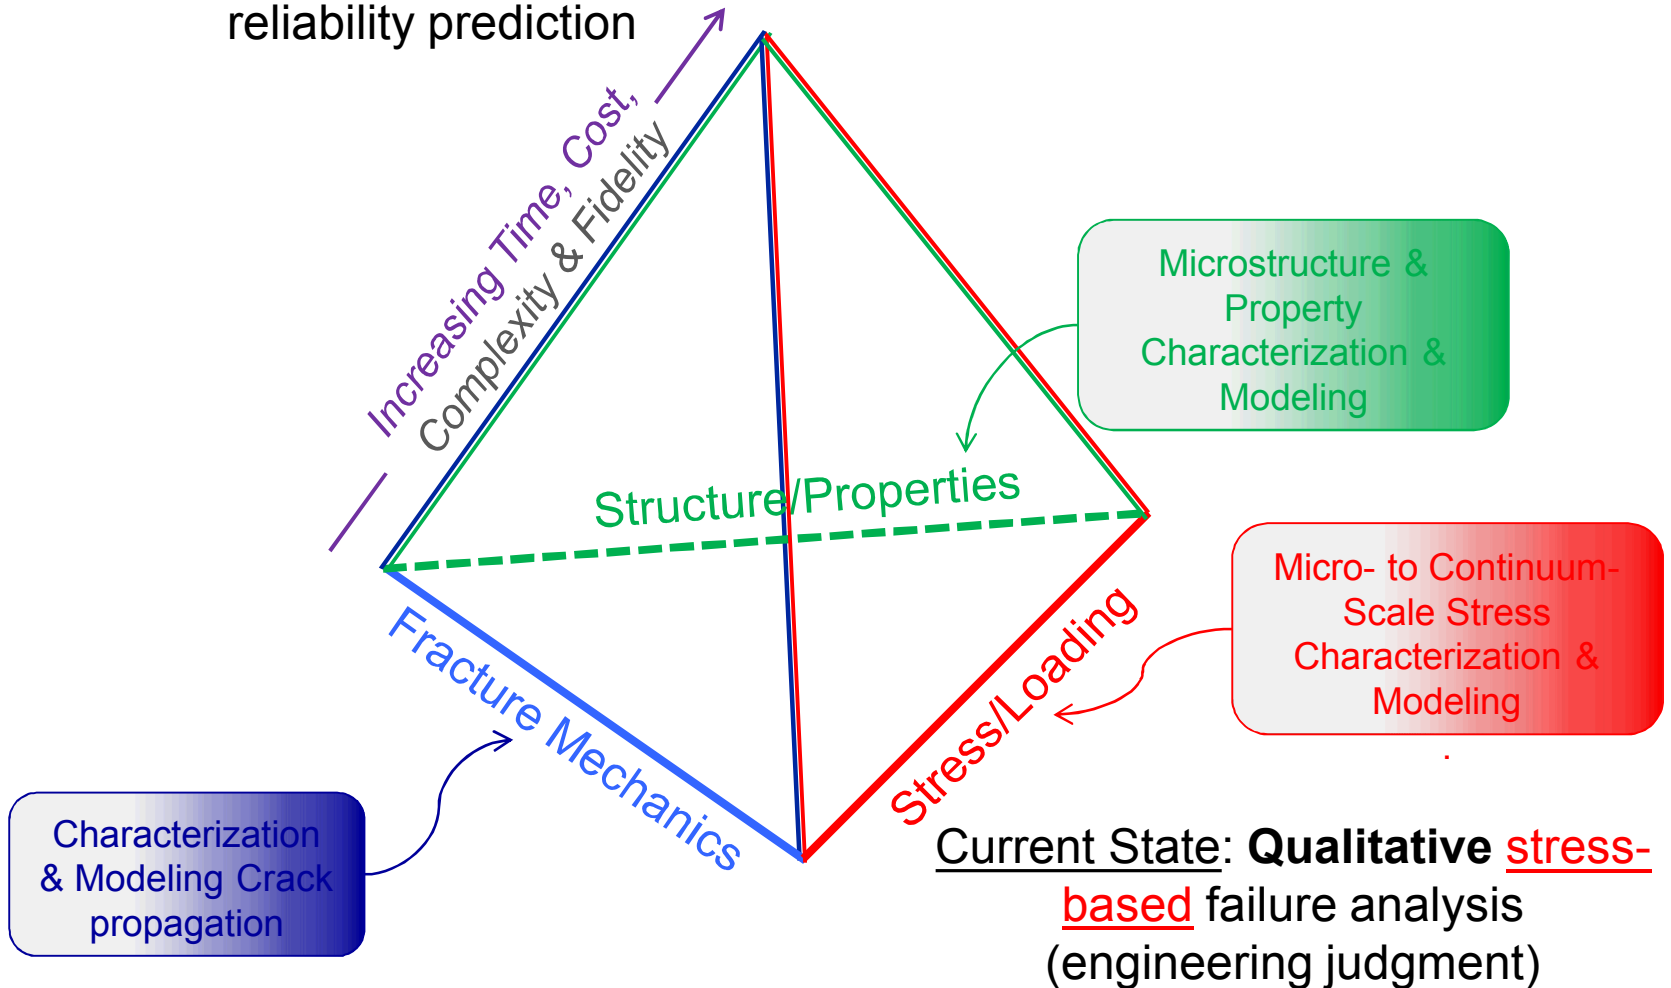 reliability prediction
Increasing Time, Cost,
Complexity & Fidelity
Microstructure &
Property
Characterization &
Modeling
Structure/Properties
Micro- to Continuum-
Scale Stress
Characterization &
Modeling
.
Fracture Mechanics
Stress/Loading
Characterization
& Modeling Crack
propagation
Current State: Qualitative stress-
based failure analysis
(engineering judgment)